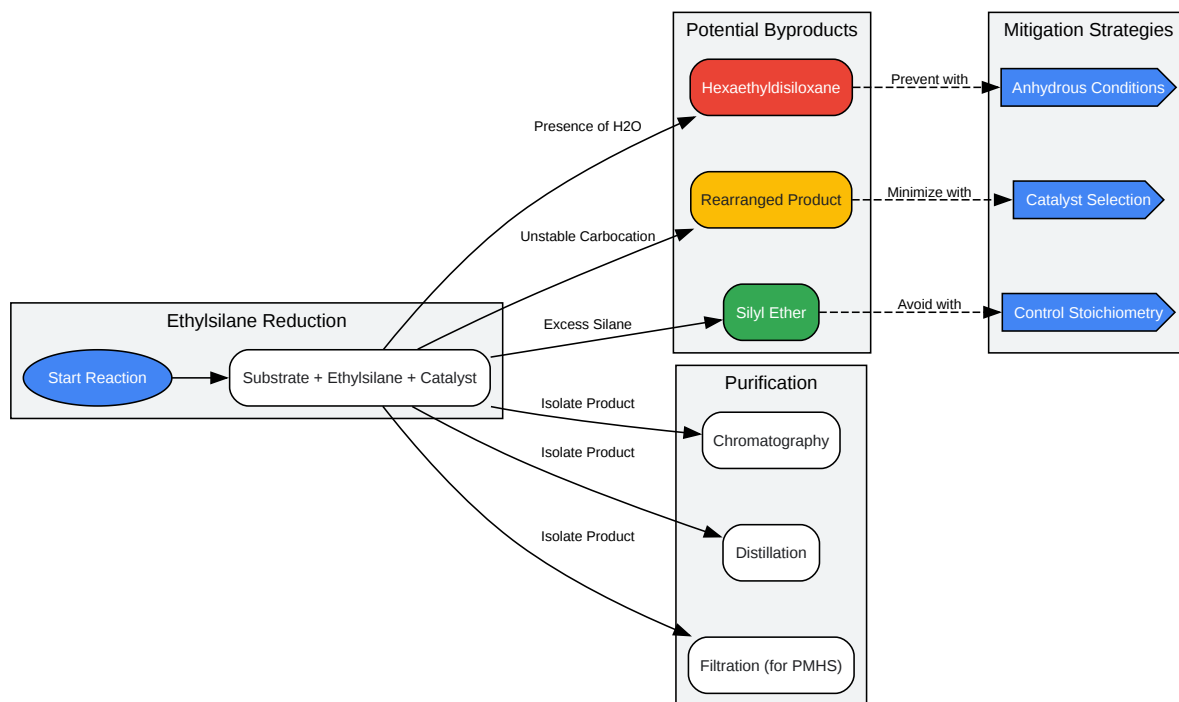 Potential Byproducts
Mitigation Strategies
Hexaethyldisiloxane
Prevent with
Anhydrous Conditions
Presence of H2O
Rearranged Product
Minimize with
Catalyst Selection
Unstable Carbocation
Ethylsilane Reduction
Silyl Ether
Avoid with
Control Stoichiometry
Excess Silane
Start Reaction
Substrate + Ethylsilane + Catalyst
Purification
Isolate Product
Chromatography
Isolate Product
Distillation
Isolate Product
Filtration (for PMHS)